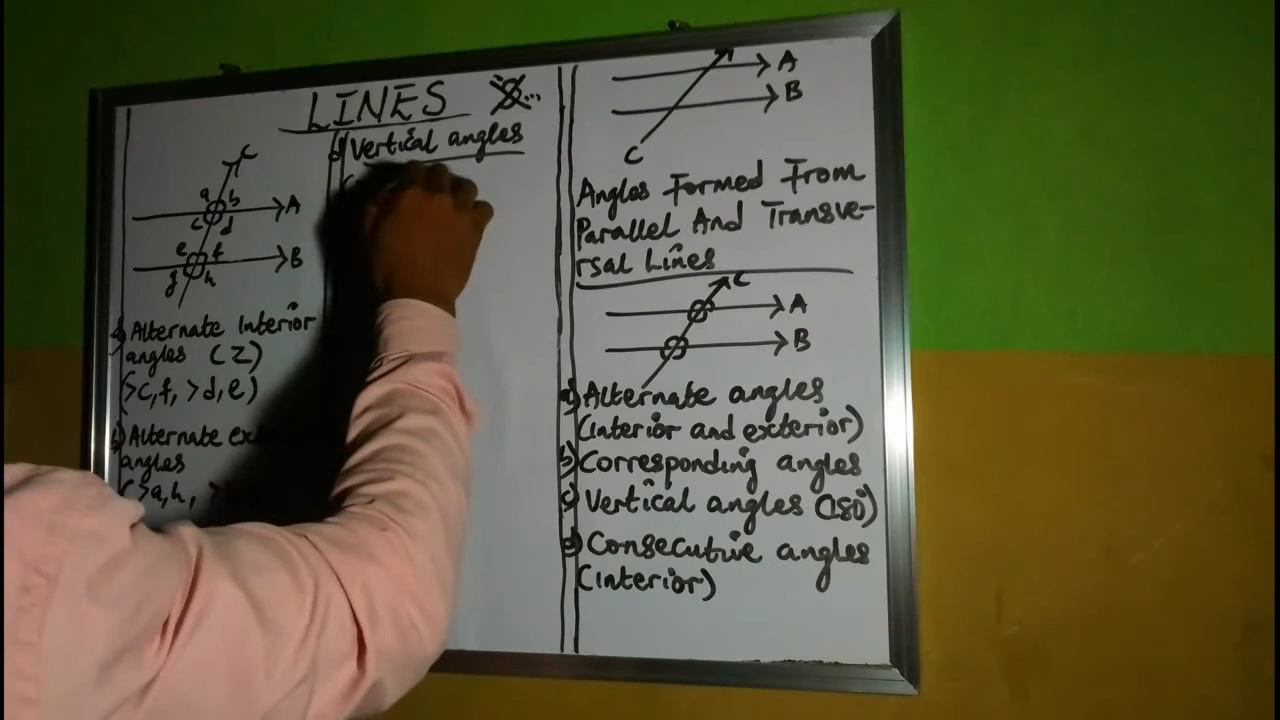 LINES
C
a b
A
c d
e f
B
g h
a) Alternate interior
angles (Z)
(>c,f, >d,e)
b) Alternate ex
angles
(>a,h, >
Vertical angles
(
A
B
C
Angles Formed From
Parallel And Transve-
rsal Lines
C
A
B
a) Alternate angles
(interior and exterior)
b) Corresponding angles
c) Vertical angles (180°)
d) Consecutive angles
(interior)